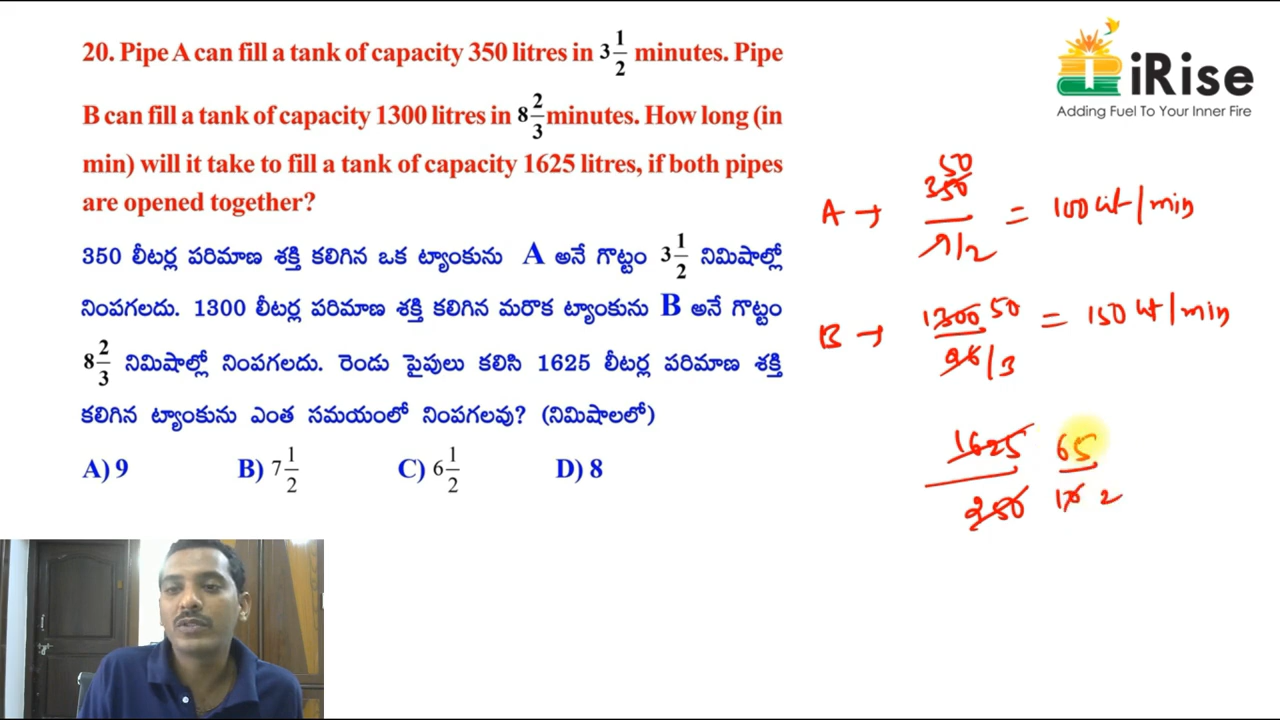 20. Pipe A can fill a tank of capacity 350 litres in 3 1/2 minutes. Pipe
B can fill a tank of capacity 1300 litres in 8 2/3 minutes. How long (in
min) will it take to fill a tank of capacity 1625 litres, if both pipes
are opened together?
350 లీటర్ల పరిమాణ శక్తి కలిగిన ఒక ట్యాంకును A అనే గొట్టం 3 1/2 నిమిషాల్లో
నింపగలదు. 1300 లీటర్ల పరిమాణ శక్తి కలిగిన మరొక ట్యాంకును B అనే గొట్టం
8 2/3 నిమిషాల్లో నింపగలదు. రెండు పైపులు కలిసి 1625 లీటర్ల పరిమాణ శక్తి
కలిగిన ట్యాంకును ఎంత సమయంలో నింపగలవు? (నిమిషాలలో)
A) 9 B) 7 1/2 C) 6 1/2 D) 8
iRise
Adding Fuel To Your Inner Fire
50
A → 350 / 7/2 = 100 lit/min
B → 1300 50 / 26/3 = 150 lit/min
1625 65
250 10 2